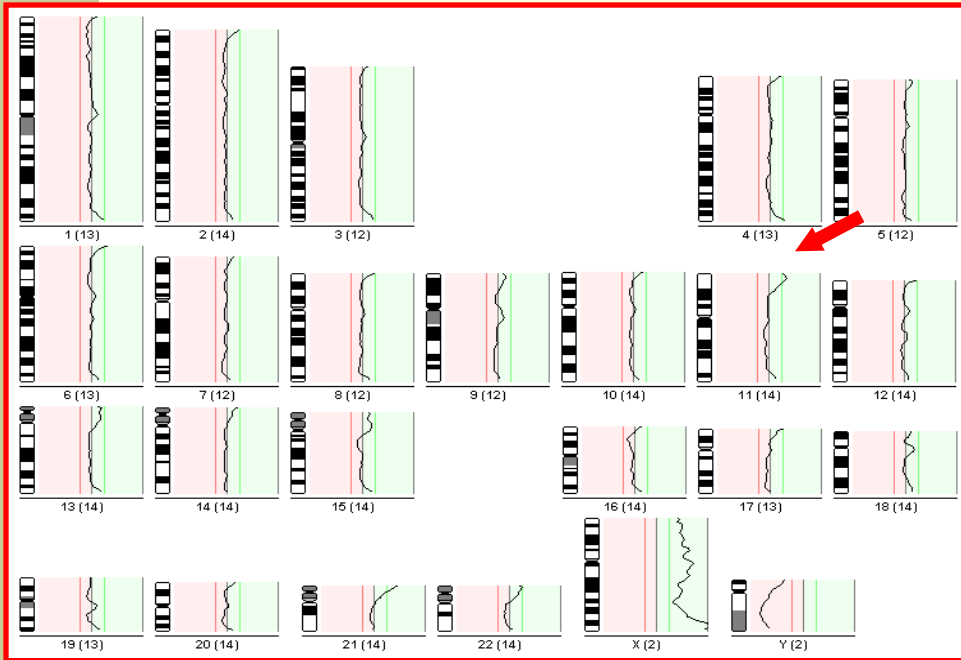 1 (13) 2 (14) 3 (12) 4 (13) 5 (12)
6 (13) 7 (12) 8 (12) 9 (12) 10 (14) 11 (14) 12 (14)
13 (14) 14 (14) 15 (14) 16 (14) 17 (13) 18 (14)
19 (13) 20 (14) 21 (14) 22 (14) X (2) Y (2)